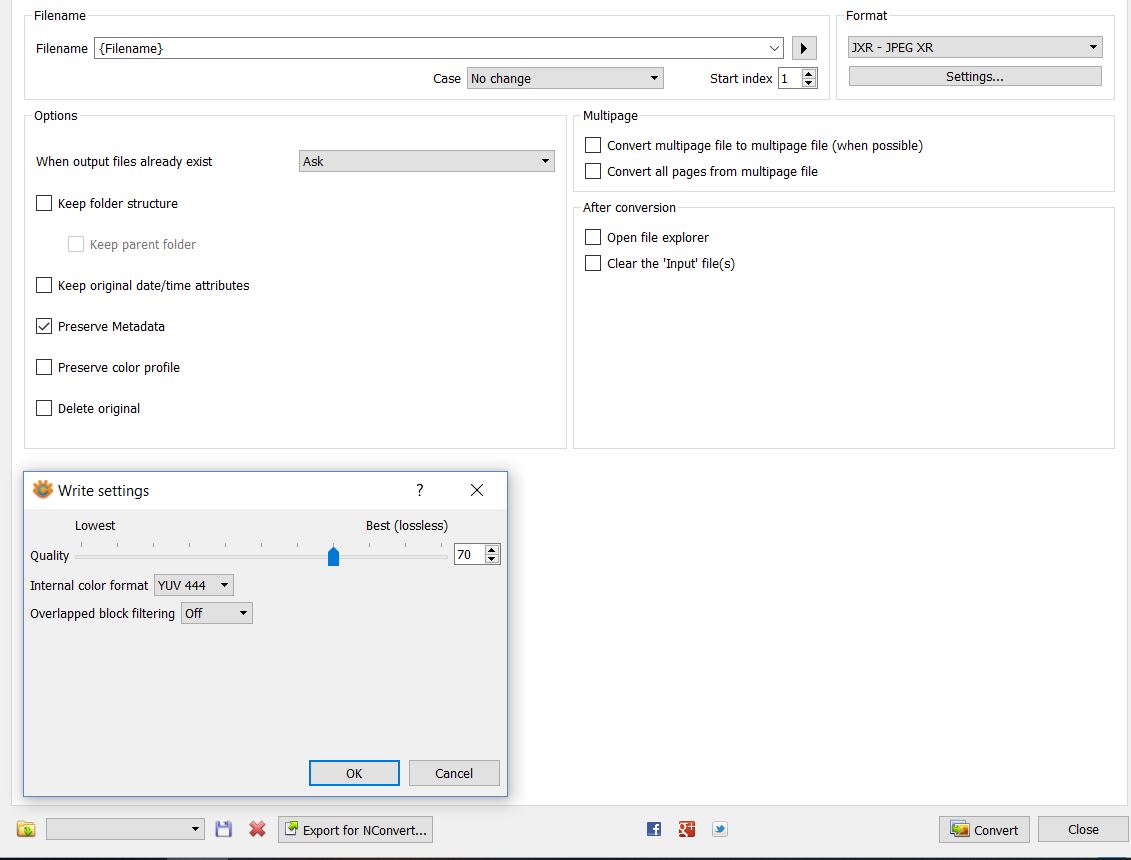 Filename
Filename {Filename}
Case No change Start index 1
Format
JXR - JPEG XR
Settings...
Options
When output files already exist Ask
Keep folder structure
Keep parent folder
Keep original date/time attributes
Preserve Metadata
Preserve color profile
Delete original
Multipage
Convert multipage file to multipage file (when possible)
Convert all pages from multipage file
After conversion
Open file explorer
Clear the 'Input' file(s)
Write settings ?
Lowest Best (lossless)
Quality 70
Internal color format YUV 444
Overlapped block filtering Off
OK Cancel
Export for NConvert... Convert Close